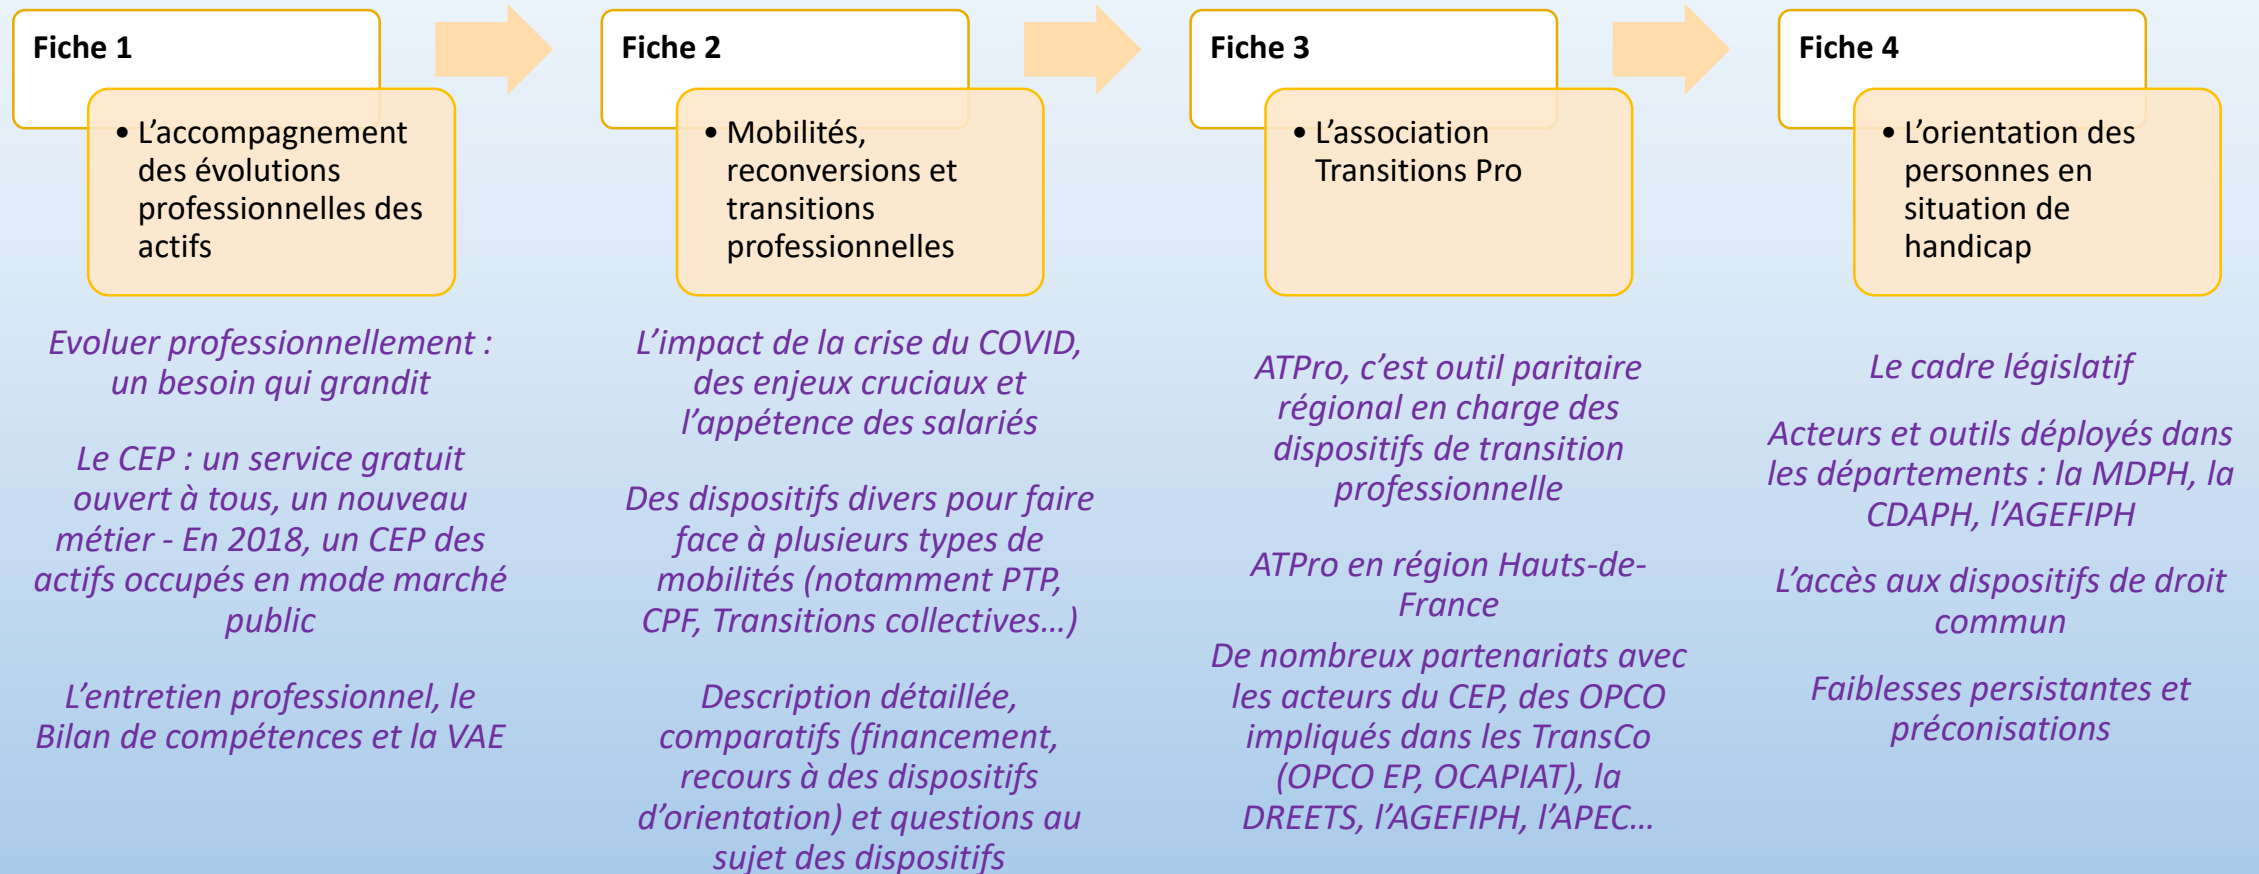 Fiche 1
• L’accompagnement
des évolutions
professionnelles des
actifs
Evoluer professionnellement :
un besoin qui grandit
Le CEP : un service gratuit
ouvert à tous, un nouveau
métier - En 2018, un CEP des
actifs occupés en mode marché
public
L’entretien professionnel, le
Bilan de compétences et la VAE
Fiche 2
• Mobilités,
reconversions et
transitions
professionnelles
L’impact de la crise du COVID,
des enjeux cruciaux et
l’appétence des salariés
Des dispositifs divers pour faire
face à plusieurs types de
mobilités (notamment PTP,
CPF, Transitions collectives…)
Description détaillée,
comparatifs (financement,
recours à des dispositifs
d’orientation) et questions au
sujet des dispositifs
Fiche 3
• L’association
Transitions Pro
ATPro, c’est outil paritaire
régional en charge des
dispositifs de transition
professionnelle
ATPro en région Hauts-de-
France
De nombreux partenariats avec
les acteurs du CEP, des OPCO
impliqués dans les TransCo
(OPCO EP, OCAPIAT), la
DREETS, l’AGEFIPH, l’APEC…
Fiche 4
• L’orientation des
personnes en
situation de
handicap
Le cadre législatif
Acteurs et outils déployés dans
les départements : la MDPH, la
CDAPH, l’AGEFIPH
L’accès aux dispositifs de droit
commun
Faiblesses persistantes et
préconisations